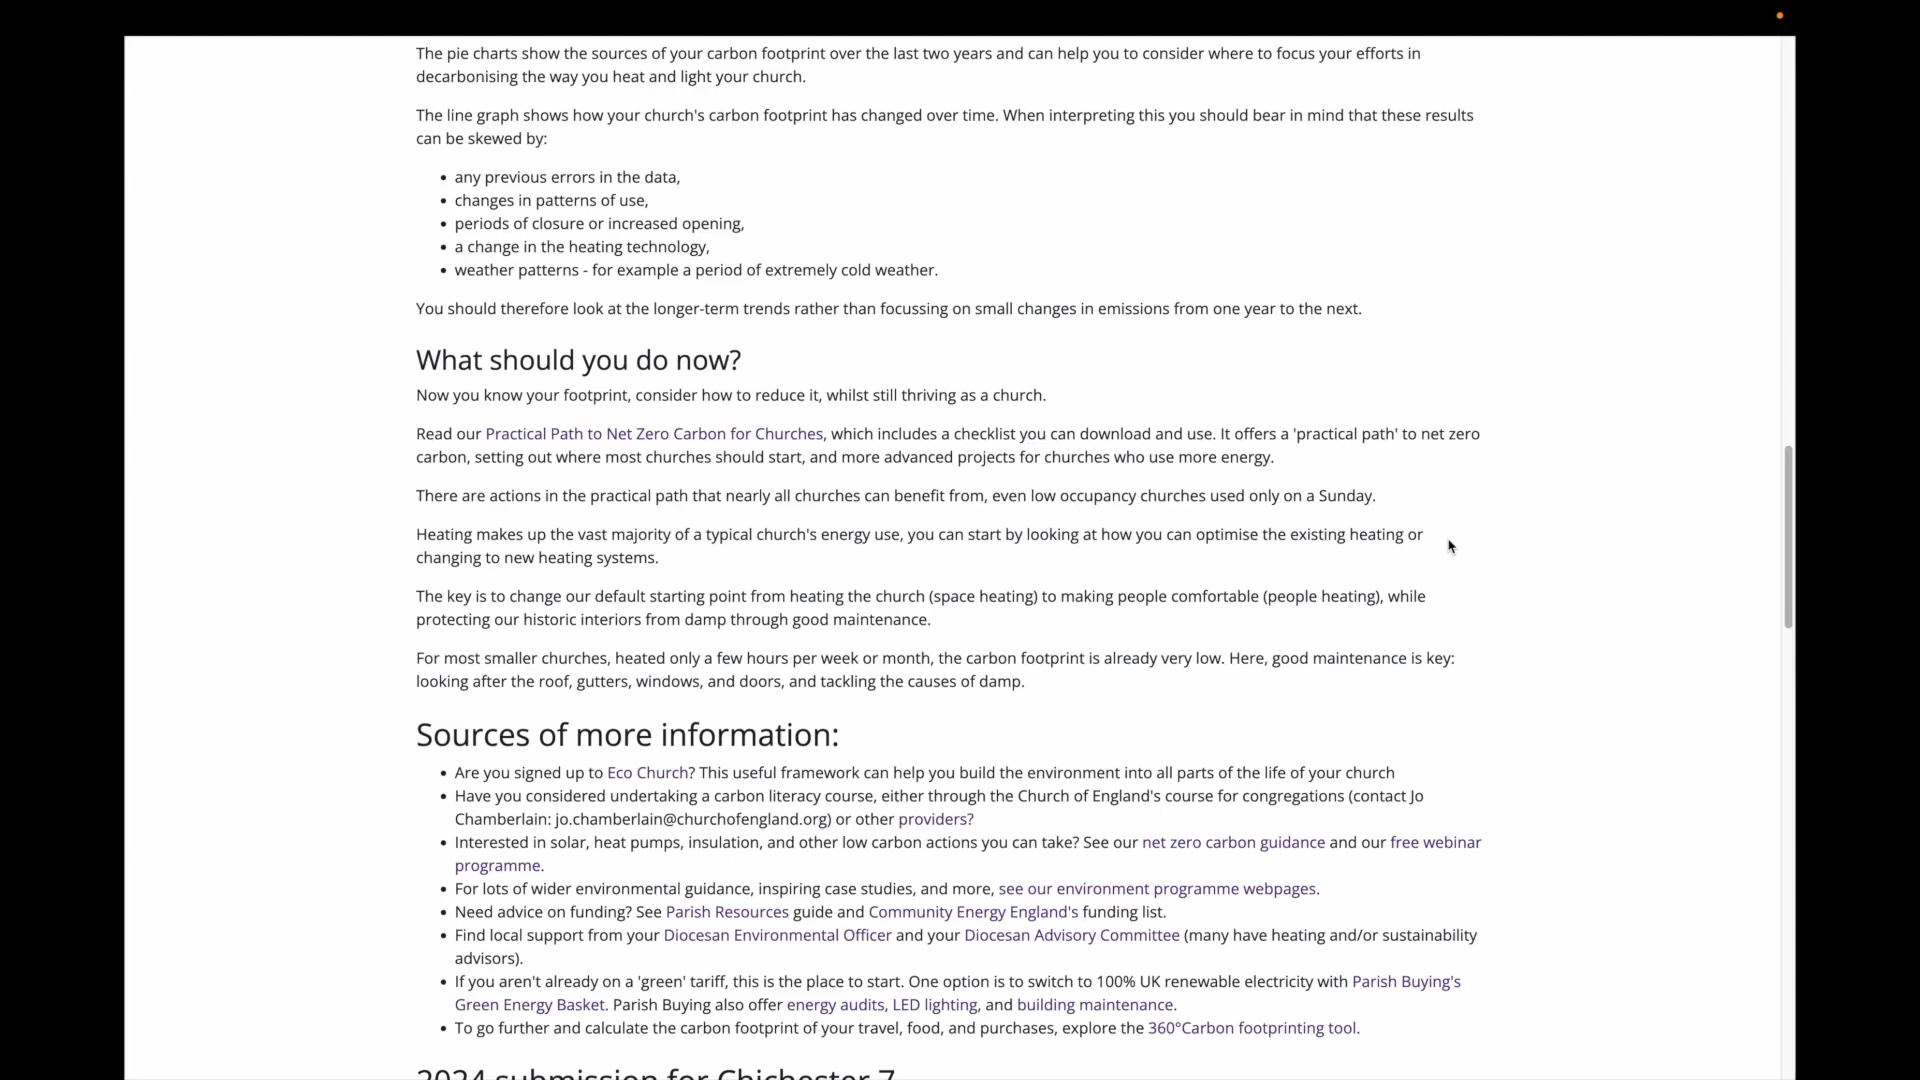 The pie charts show the sources of your carbon footprint over the last two years and can help you to consider where to focus your efforts in
decarbonising the way you heat and light your church.
The line graph shows how your church's carbon footprint has changed over time. When interpreting this you should bear in mind that these results
can be skewed by:
• any previous errors in the data,
• changes in patterns of use,
• periods of closure or increased opening,
• a change in the heating technology,
• weather patterns - for example a period of extremely cold weather.
You should therefore look at the longer-term trends rather than focussing on small changes in emissions from one year to the next.
What should you do now?
Now you know your footprint, consider how to reduce it, whilst still thriving as a church.
Read our Practical Path to Net Zero Carbon for Churches, which includes a checklist you can download and use. It offers a 'practical path' to net zero
carbon, setting out where most churches should start, and more advanced projects for churches who use more energy.
There are actions in the practical path that nearly all churches can benefit from, even low occupancy churches used only on a Sunday.
Heating makes up the vast majority of a typical church's energy use, you can start by looking at how you can optimise the existing heating or
changing to new heating systems.
The key is to change our default starting point from heating the church (space heating) to making people comfortable (people heating), while
protecting our historic interiors from damp through good maintenance.
For most smaller churches, heated only a few hours per week or month, the carbon footprint is already very low. Here, good maintenance is key:
looking after the roof, gutters, windows, and doors, and tackling the causes of damp.
Sources of more information:
• Are you signed up to Eco Church? This useful framework can help you build the environment into all parts of the life of your church
• Have you considered undertaking a carbon literacy course, either through the Church of England's course for congregations (contact Jo
Chamberlain: jo.chamberlain@churchofengland.org) or other providers?
• Interested in solar, heat pumps, insulation, and other low carbon actions you can take? See our net zero carbon guidance and our free webinar
programme.
• For lots of wider environmental guidance, inspiring case studies, and more, see our environment programme webpages.
• Need advice on funding? See Parish Resources guide and Community Energy England's funding list.
• Find local support from your Diocesan Environmental Officer and your Diocesan Advisory Committee (many have heating and/or sustainability
advisors).
• If you aren't already on a 'green' tariff, this is the place to start. One option is to switch to 100% UK renewable electricity with Parish Buying's
Green Energy Basket. Parish Buying also offer energy audits, LED lighting, and building maintenance.
• To go further and calculate the carbon footprint of your travel, food, and purchases, explore the 360°Carbon footprinting tool.
2024 submission for Chichester 7